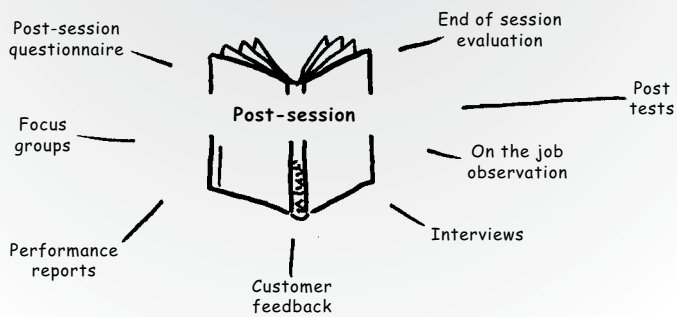 Post-session
questionnaire
End of session
evaluation
Post-session
Post
tests
Focus
groups
On the job
observation
Interviews
Performance
reports
Customer
feedback